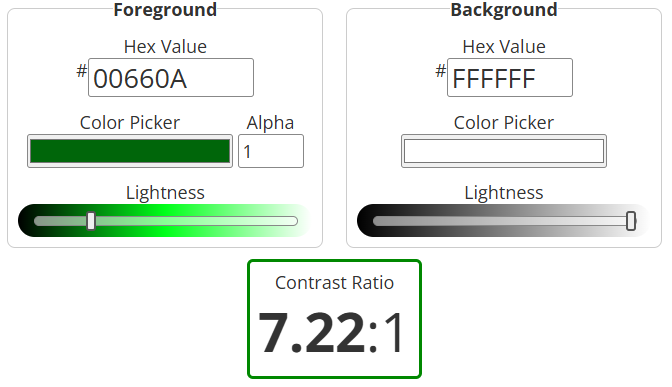 Foreground
Background
Hex Value
Hex Value
#00660A
#FFFFFF
Color Picker
Alpha
Color Picker
1
Lightness
Lightness
Contrast Ratio
7.22:1